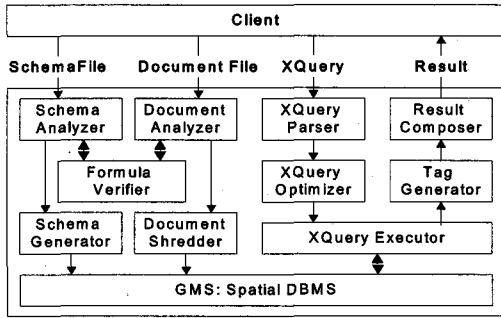 Client
SchemaFile Document File XQuery Result
Schema Analyzer
Document Analyzer
XQuery Parser
Result Composer
Formula Verifier
XQuery Optimizer
Tag Generator
Schema Generator
Document Shredder
XQuery Executor
GMS: Spatial DBMS